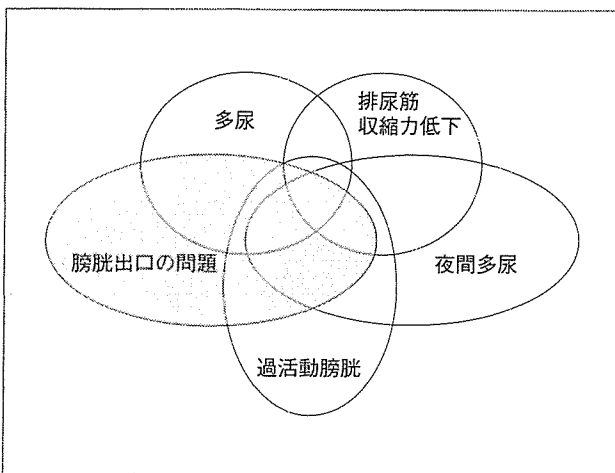 多尿
排尿筋
収縮力低下
膀胱出口の問題
夜間多尿
過活動膀胱